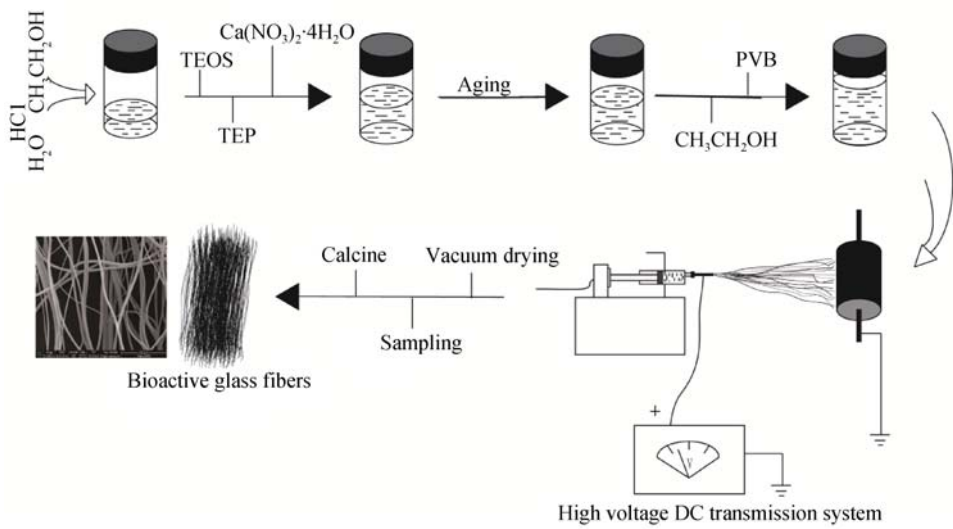 H₂O
HCl
CH₃CH₂OH
TEOS
Ca(NO₃)₂·4H₂O
TEP
Aging
PVB
CH₃CH₂OH
Calcine
Vacuum drying
Sampling
Bioactive glass fibers
+
V
High voltage DC transmission system